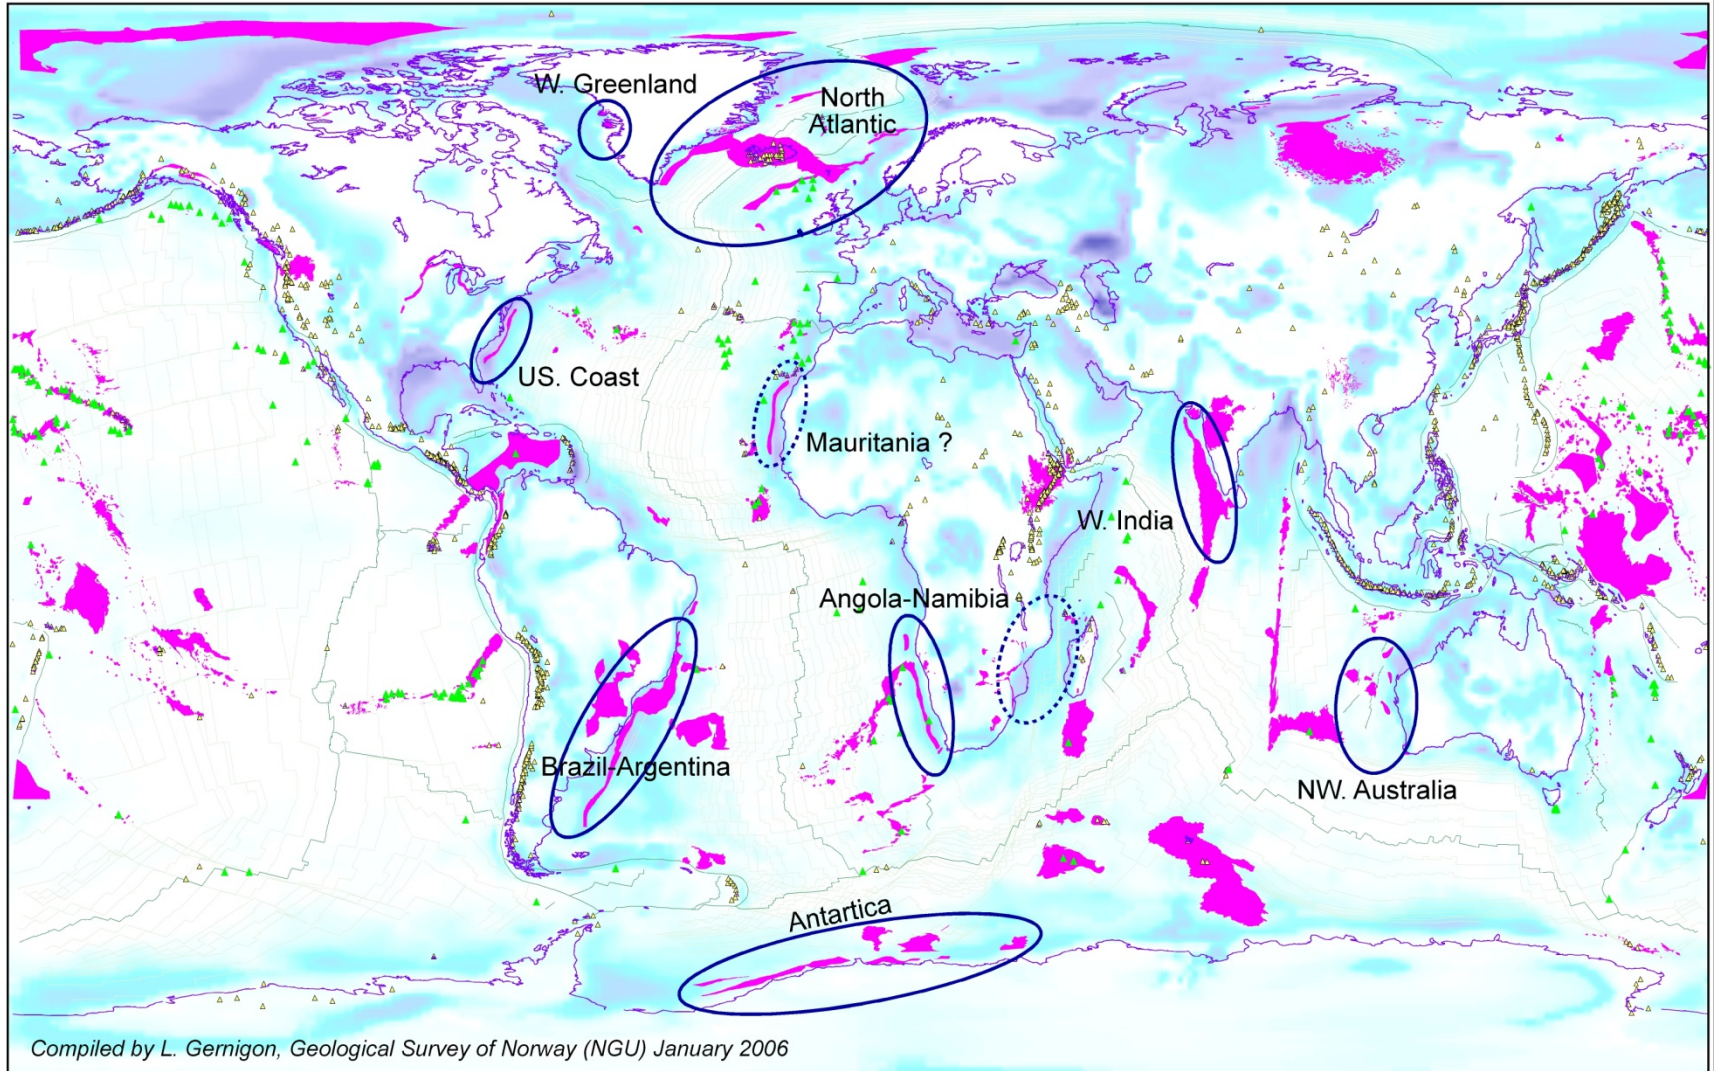 W. Greenland
North
Atlantic
US. Coast
Mauritania ?
W. India
Angola-Namibia
Brazil-Argentina
NW. Australia
Antartica
Compiled by L. Gernigon, Geological Survey of Norway (NGU) January 2006